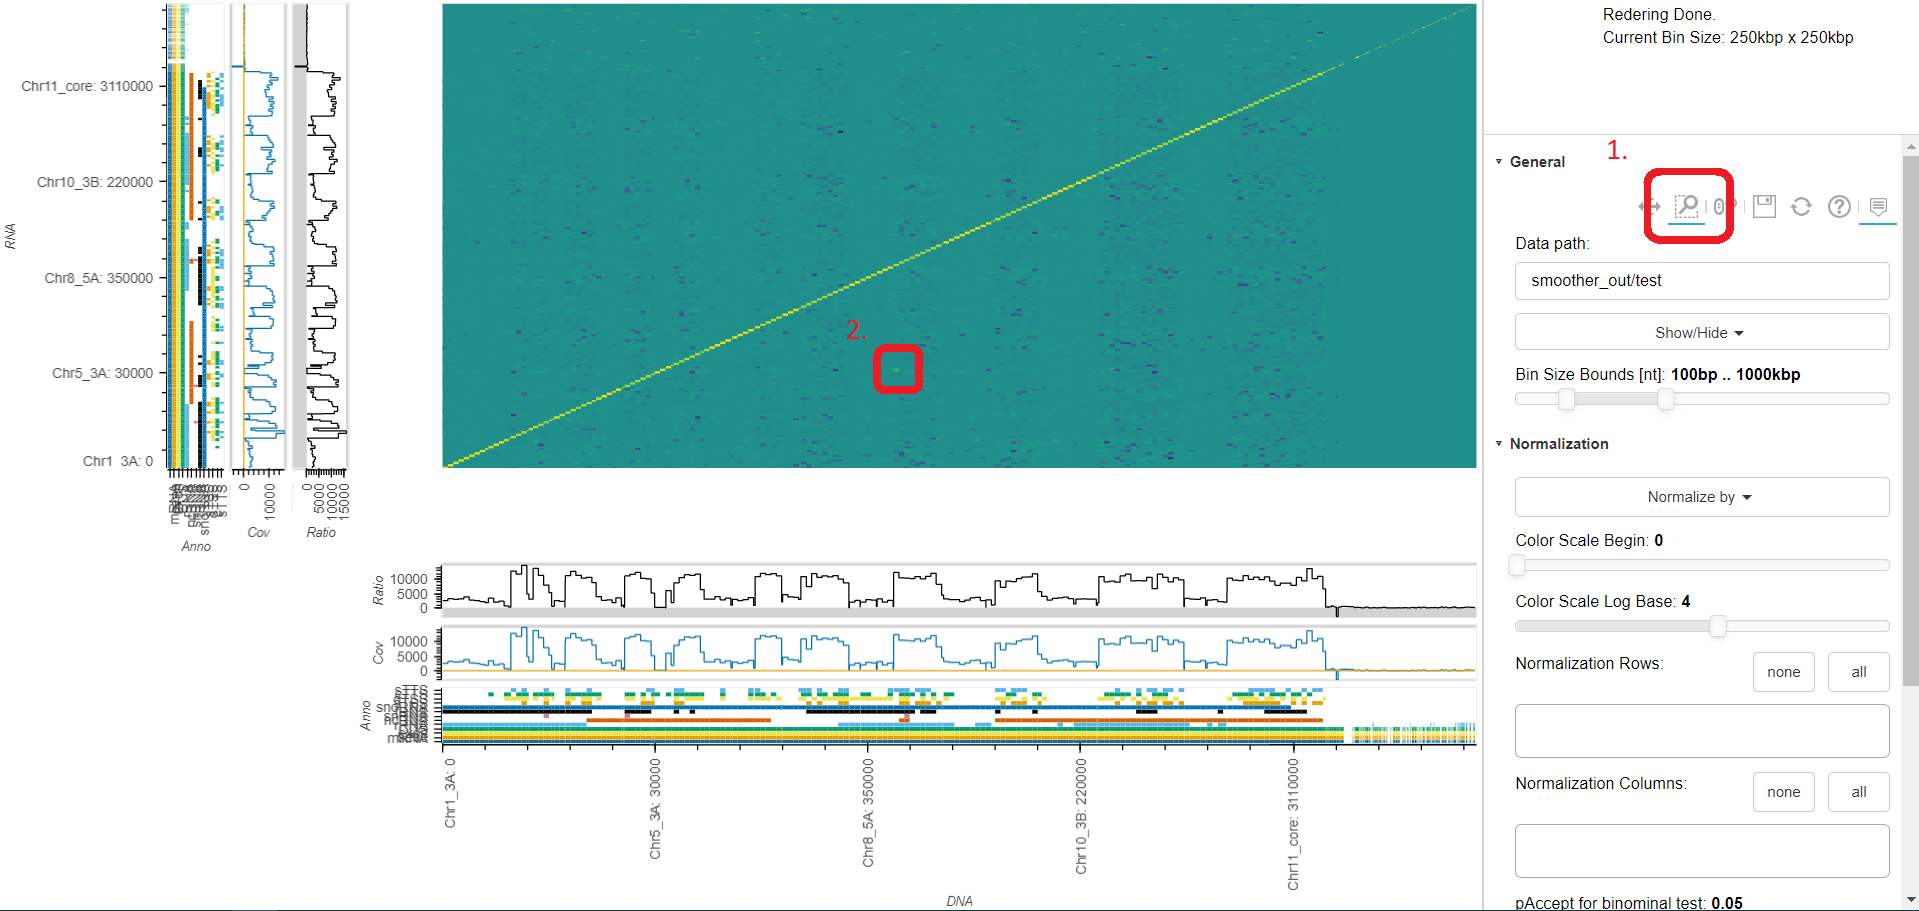 Redering Done.
Current Bin Size: 250kbp x 250kbp
1.
▾ General
Data path:
smoother_out/test
Show/Hide
Bin Size Bounds [nt]: 100bp .. 1000kbp
▾ Normalization
Normalize by
Color Scale Begin: 0
Color Scale Log Base: 4
Normalization Rows:
none
all
Normalization Columns:
none
all
pAccept for binominal test: 0.05
2.
RNA
Chr11_core: 3110000
Chr10_3B: 220000
Chr8_5A: 350000
Chr5_3A: 30000
Chr1_3A: 0
Anno
0
10000
Cov
0
5000
10000
15000
Ratio
Ratio
10000
5000
0
Cov
10000
5000
0
Anno
Chr1_3A: 0
Chr5_3A: 30000
Chr8_5A: 350000
Chr10_3B: 220000
Chr11_core: 3110000
DNA